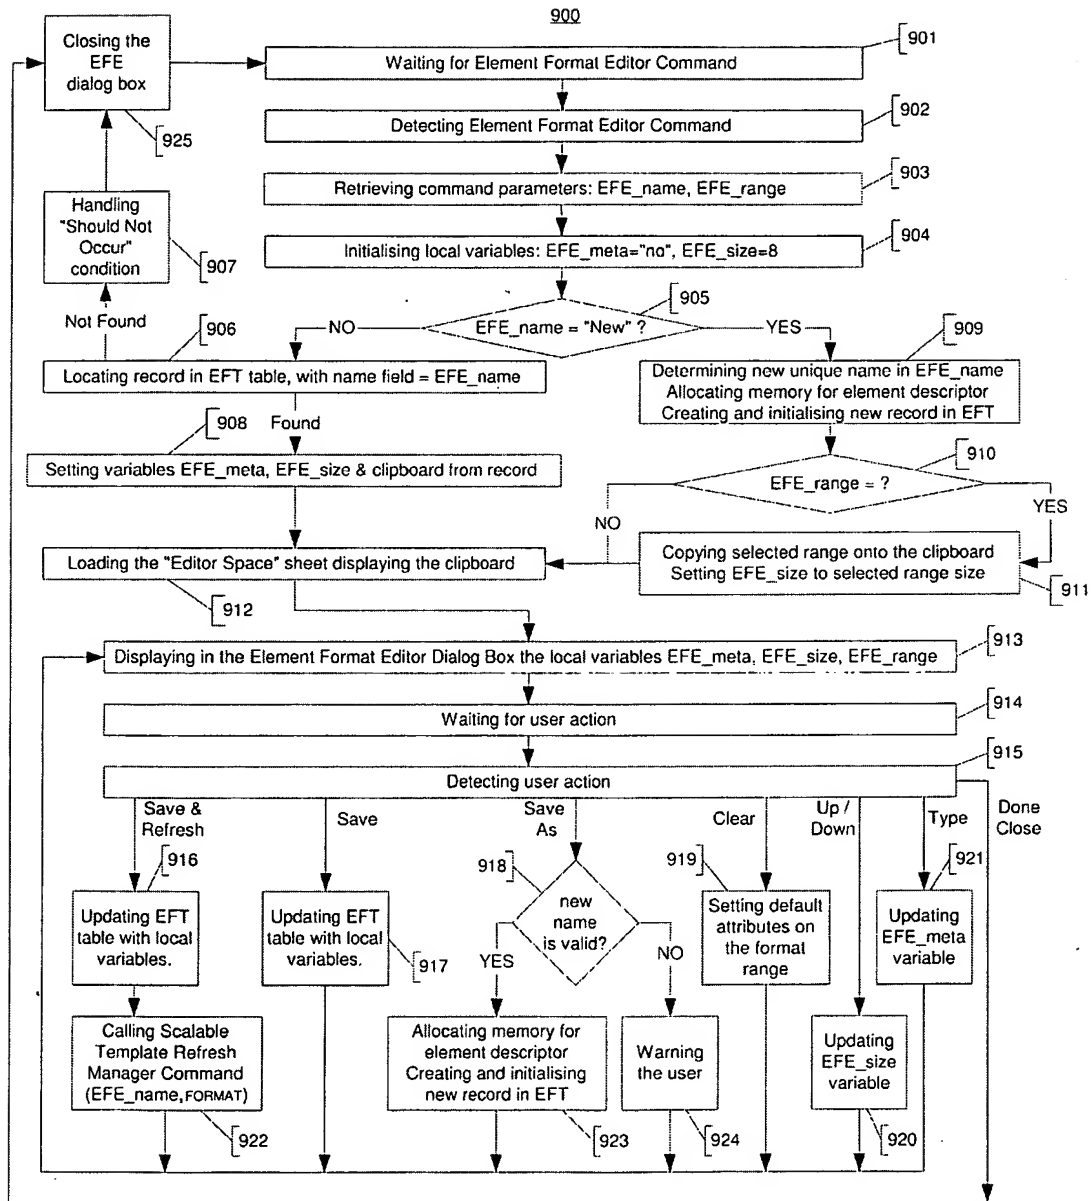 900
Closing the
EFE
dialog box
925
Waiting for Element Format Editor Command
901
Detecting Element Format Editor Command
902
Retrieving command parameters: EFE_name, EFE_range
903
Handling
"Should Not
Occur"
condition
907
Initialising local variables: EFE_meta="no", EFE_size=8
904
Not Found
906
NO
EFE_name = "New" ?
905
YES
909
Locating record in EFT table, with name field = EFE_name
Determining new unique name in EFE_name
Allocating memory for element descriptor
Creating and initialising new record in EFT
908
Found
Setting variables EFE_meta, EFE_size & clipboard from record
EFE_range = ?
910
NO
YES
Loading the "Editor Space" sheet displaying the clipboard
912
Copying selected range onto the clipboard
Setting EFE_size to selected range size
911
Displaying in the Element Format Editor Dialog Box the local variables EFE_meta, EFE_size, EFE_range
913
Waiting for user action
914
Detecting user action
915
Save &
Refresh
Save
Save
As
Clear
Up /
Down
Type
Done
Close
916
Updating EFT
table with local
variables.
Updating EFT
table with local
variables.
917
918
new
name
is valid?
YES
NO
919
Setting default
attributes on
the format
range
921
Updating
EFE_meta
variable
Calling Scalable
Template Refresh
Manager Command
(EFE_name,FORMAT)
922
Allocating memory for
element descriptor
Creating and initialising
new record in EFT
923
Warning
the user
924
Updating
EFE_size
variable
920